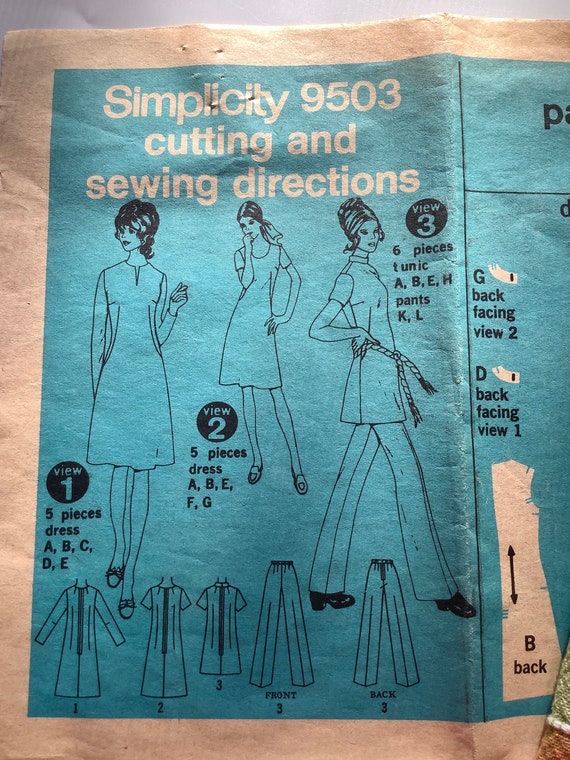 Simplicity 9503
cutting and
sewing directions
view
3
6 pieces
tunic
A, B, E, H
pants
K, L
view
2
5 pieces
dress
A, B, E,
F, G
view
1
5 pieces
dress
A, B, C,
D, E
1
2
3
FRONT
3
BACK
3
pa
d
G
back
facing
view 2
D
back
facing
view 1
B
back